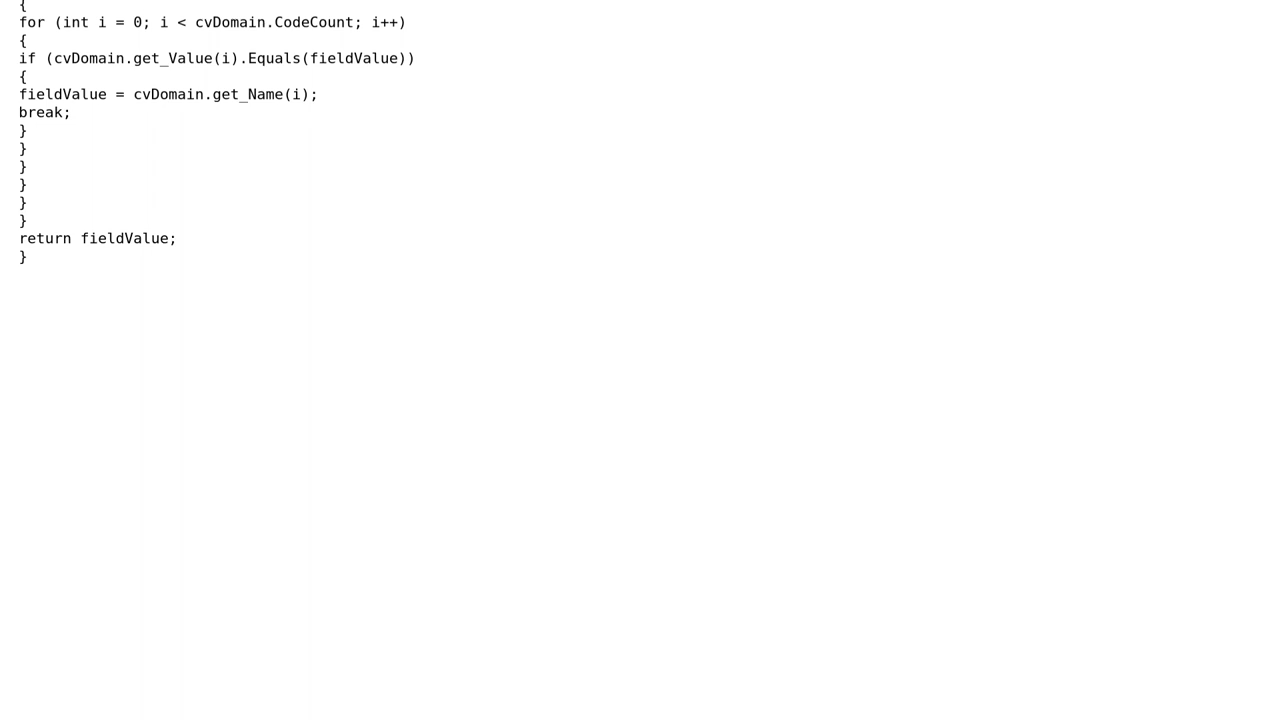 {
for (int i = 0; i < cvDomain.CodeCount; i++)
{
if (cvDomain.get_Value(i).Equals(fieldValue))
{
fieldValue = cvDomain.get_Name(i);
break;
}
}
}
}
}
}
return fieldValue;
}